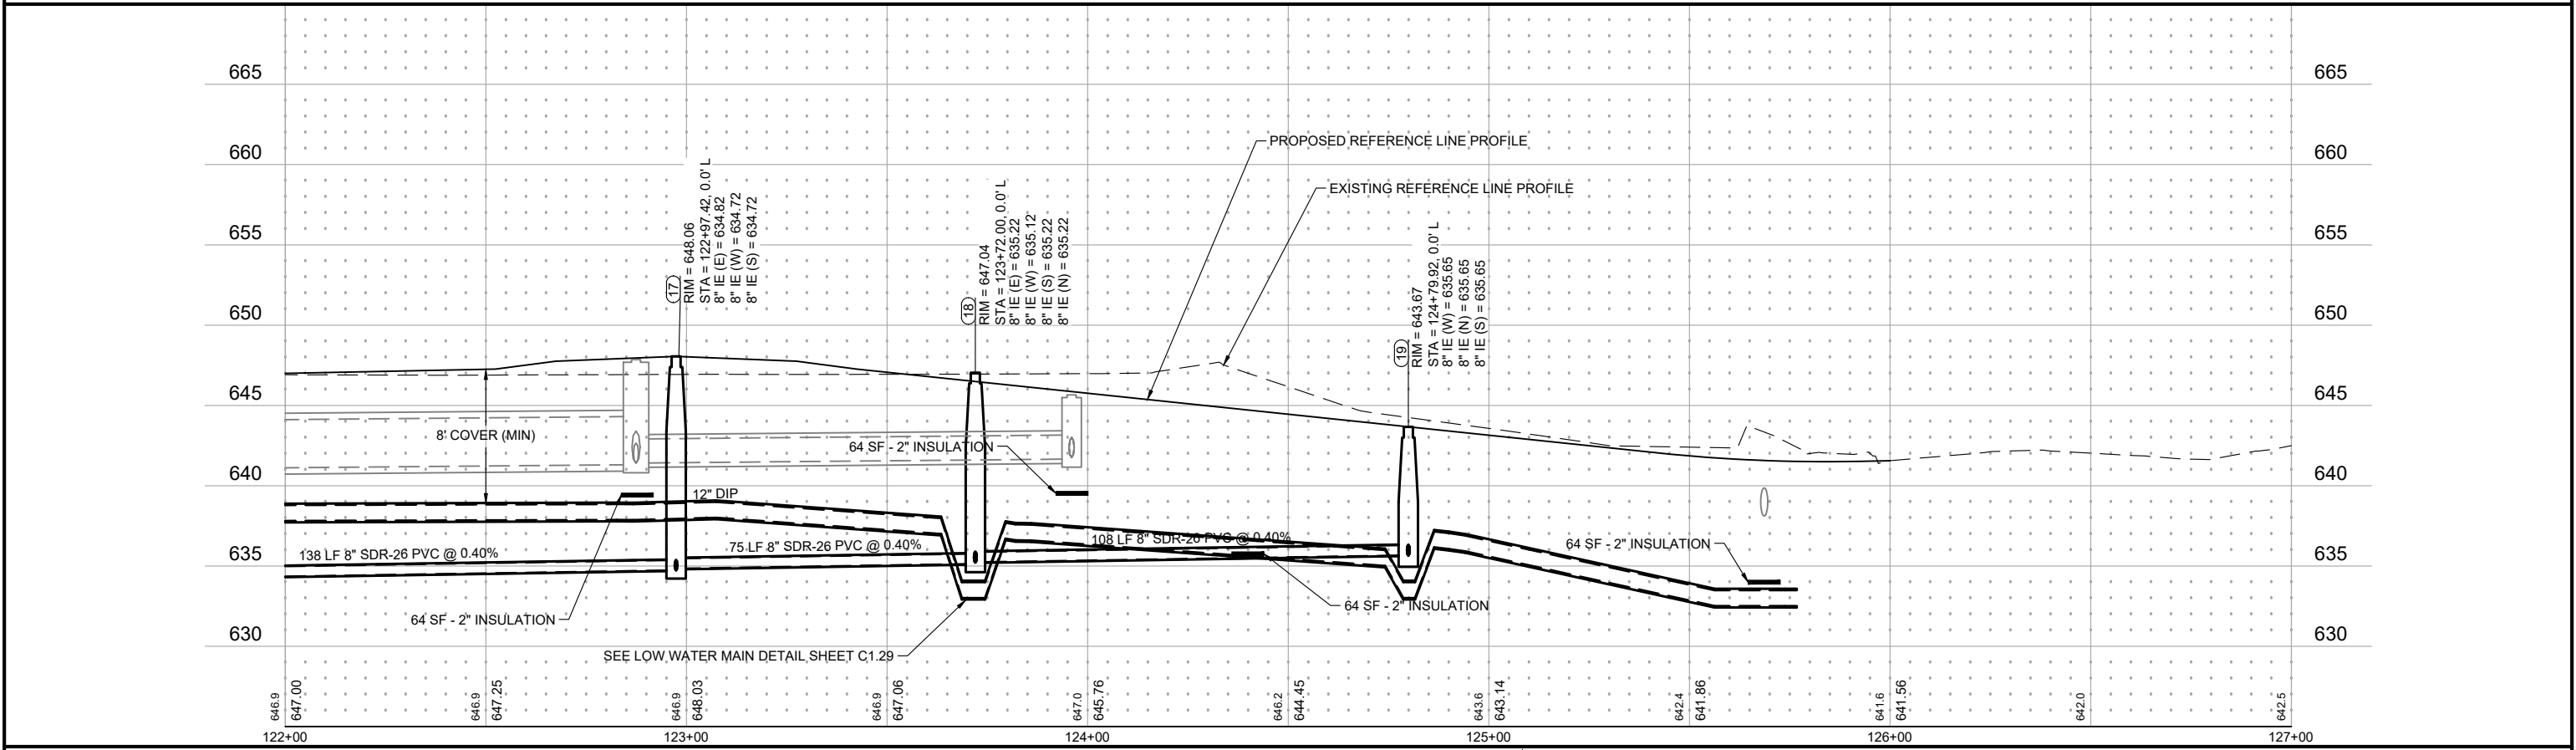 665
665
660
660
655
655
650
650
645
645
640
640
635
635
630
630
PROPOSED REFERENCE LINE PROFILE
EXISTING REFERENCE LINE PROFILE
17
RIM = 648.06
STA = 122+97.42, 0.0' L
8" IE (E) = 634.82
8" IE (W) = 634.72
8" IE (S) = 634.72
18
RIM = 647.04
STA = 123+72.00, 0.0' L
8" IE (E) = 635.22
8" IE (W) = 635.12
8" IE (S) = 635.22
8" IE (N) = 635.22
19
RIM = 643.67
STA = 124+79.92, 0.0' L
8" IE (W) = 635.65
8" IE (N) = 635.65
8" IE (S) = 635.65
8' COVER (MIN)
64 SF - 2" INSULATION
12" DIP
138 LF 8" SDR-26 PVC @ 0.40%
75 LF 8" SDR-26 PVC @ 0.40%
108 LF 8" SDR-26 PVC @ 0.40%
64 SF - 2" INSULATION
64 SF - 2" INSULATION
64 SF - 2" INSULATION
SEE LOW WATER MAIN DETAIL SHEET C1.29
646.9
647.00
646.9
647.25
646.9
648.03
646.9
647.06
647.0
645.76
646.2
644.45
643.6
643.14
642.4
641.86
641.6
641.56
642.0
642.5
122+00
123+00
124+00
125+00
126+00
127+00